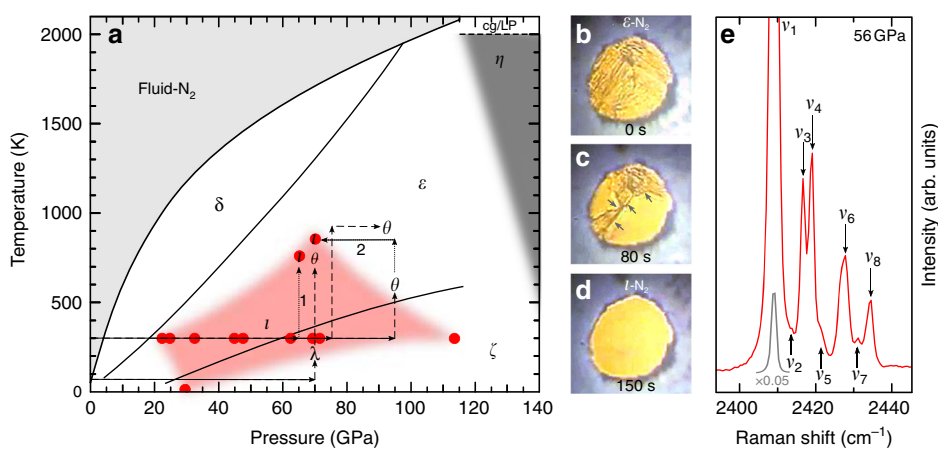 a
cg/LP
η
Fluid-N₂
δ
ε
θ
2
θ
1
θ
ι
ι
ι
λ
ζ
Temperature (K)
2000
1500
1000
500
0
0 20 40 60 80 100 120 140
Pressure (GPa)
b
ε-N₂
0 s
c
80 s
d
ι-N₂
150 s
e
56 GPa
ν₁
ν₄
ν₃
ν₆
ν₈
ν₂
ν₅
ν₇
×0.05
2400 2420 2440
Raman shift (cm⁻¹)
Intensity (arb. units)